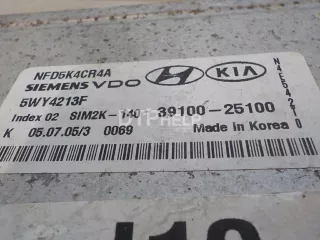 NFD5K4CR4A
SIEMENS VDO HYUNDAI KIA
5WY4213F
Index 02 SIM2K-140 39100-25100
K 05.07.05/3 0069 Made in Korea